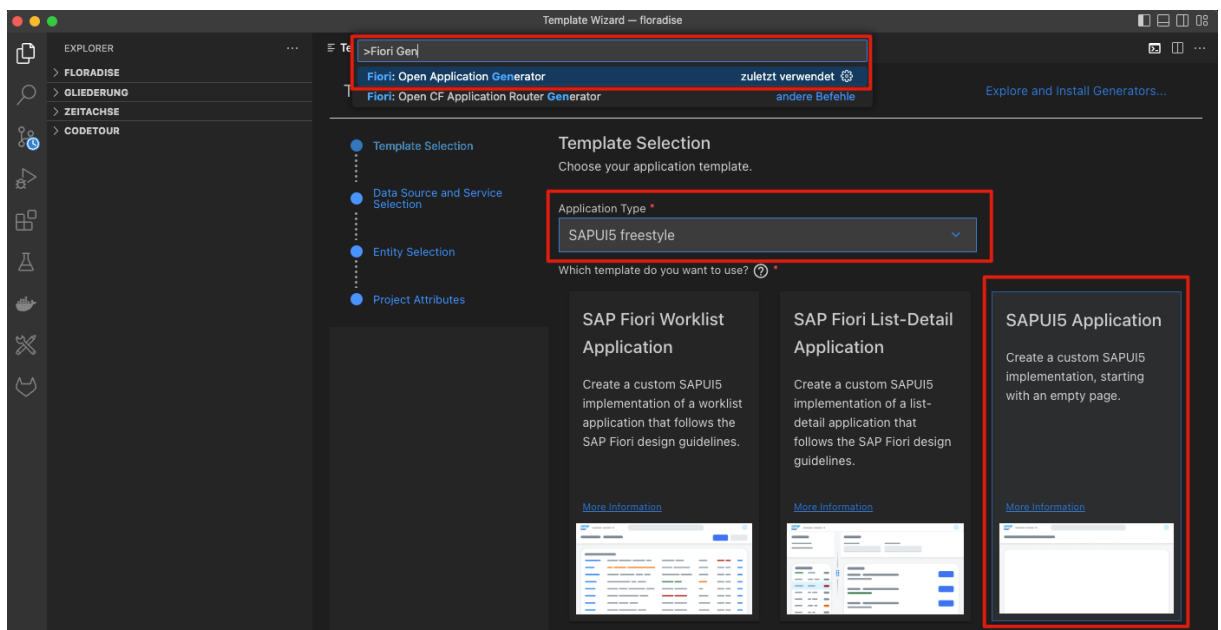 Template Wizard — floradise
EXPLORER
Te
>Fiori Gen
FLORADISE
Fiori: Open Application Generator
zuletzt verwendet
GLIEDERUNG
T
Fiori: Open CF Application Router Generator
andere Befehle
Explore and Install Generators...
ZEITACHSE
CODETOUR
Template Selection
Data Source and Service
Selection
Entity Selection
Project Attributes
Template Selection
Choose your application template.
Application Type *
SAPUI5 freestyle
Which template do you want to use? ? *
SAP Fiori Worklist
Application
Create a custom SAPUI5
implementation of a worklist
application that follows the
SAP Fiori design guidelines.
More Information
SAP Fiori List-Detail
Application
Create a custom SAPUI5
implementation of a list-
detail application that
follows the SAP Fiori design
guidelines.
More Information
SAPUI5 Application
Create a custom SAPUI5
implementation, starting
with an empty page.
More Information